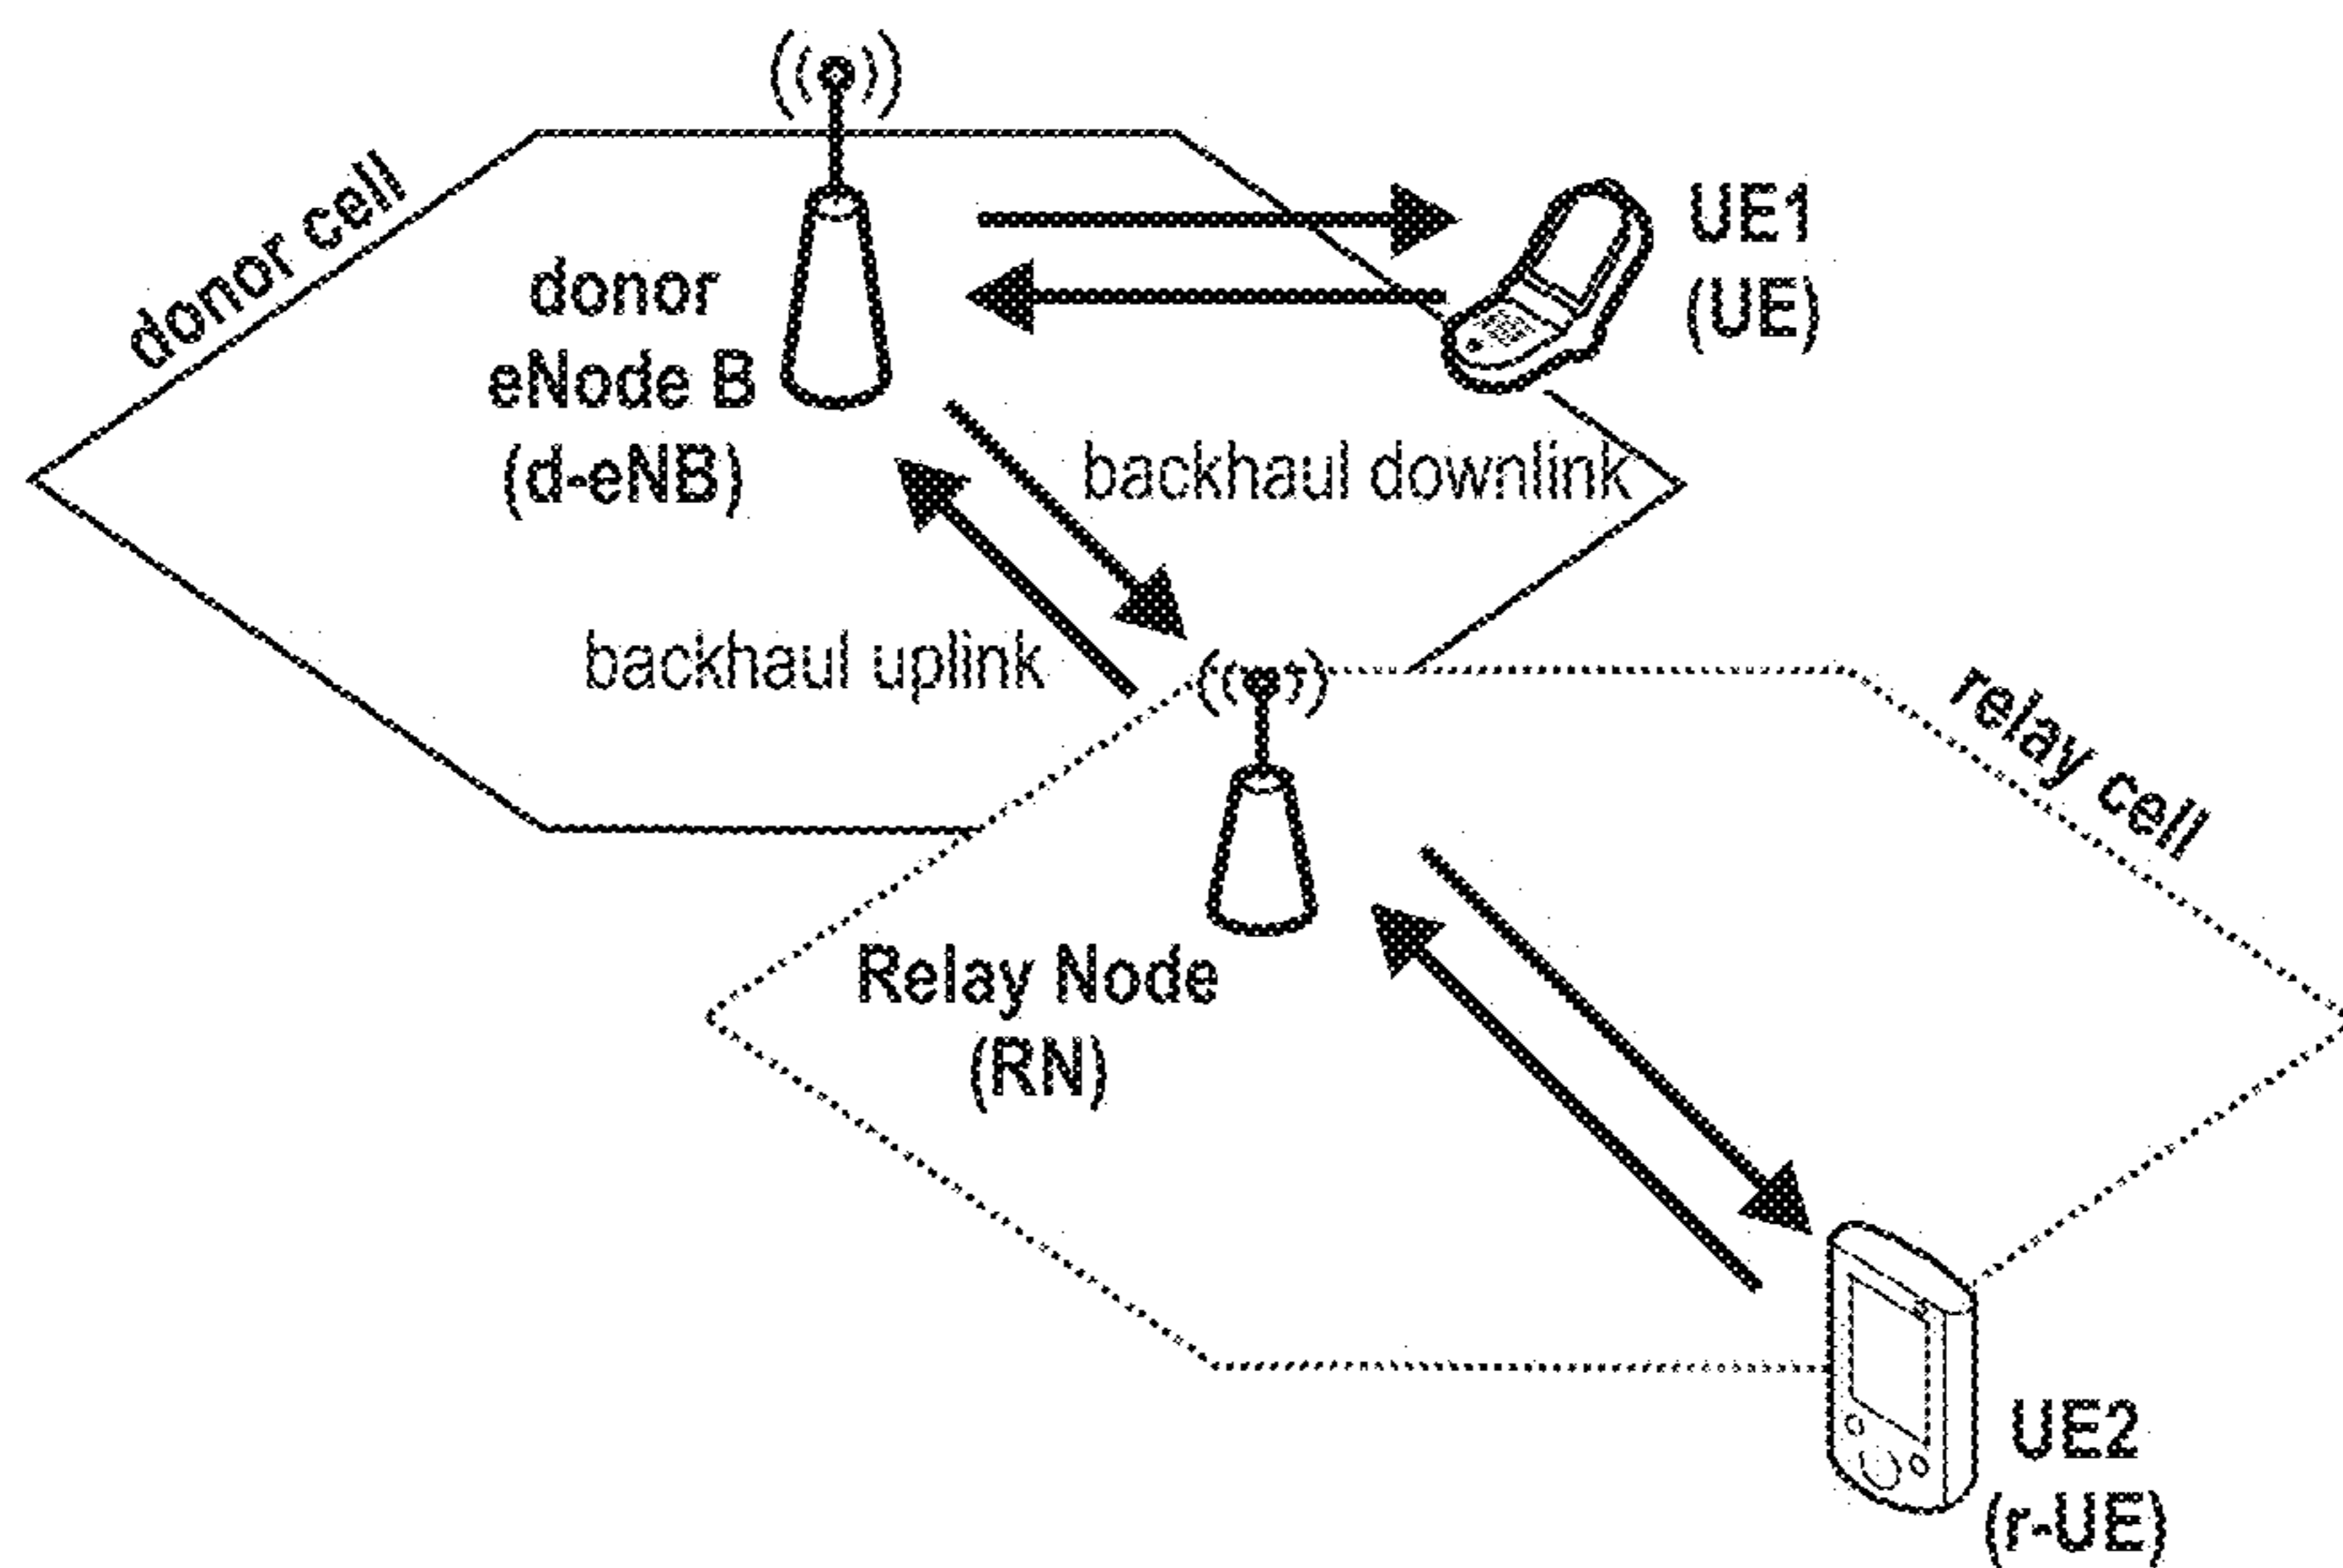 donor cell
donor
eNode B
(d-eNB)
UE1
(UE)
backhaul downlink
backhaul uplink
relay cell
Relay Node
(RN)
UE2
(r-UE)